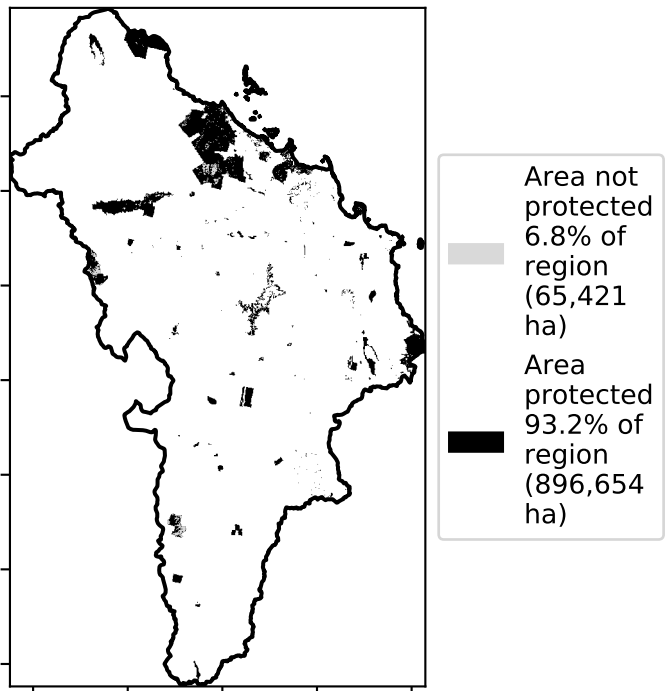 Area not
protected
6.8% of
region
(65,421
ha)
Area
protected
93.2% of
region
(896,654
ha)